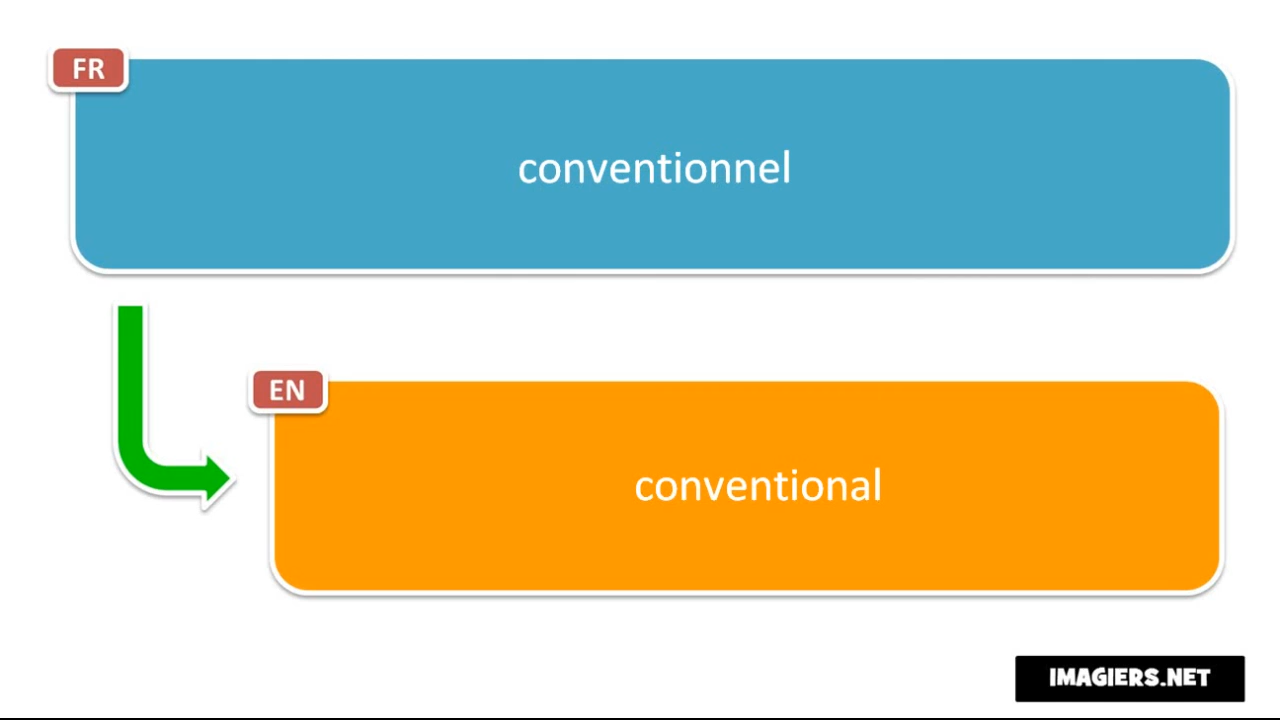 FR
conventionnel
EN
conventional
IMAGIERS.NET